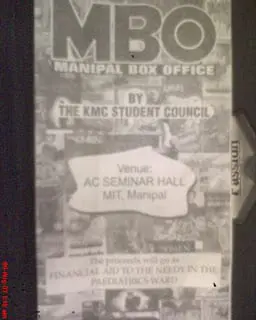 MBO
MANIPAL BOX OFFICE
BY
THE KMC STUDENT COUNCIL
Venue:
AC SEMINAR HALL
MIT, Manipal
The proceeds will go as
FINANCIAL AID TO THE NEEDY IN THE
PAEDIATRICS WARD